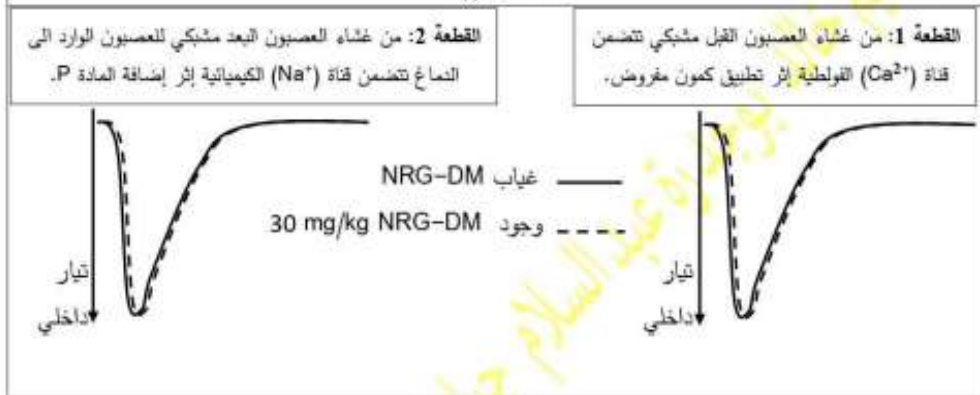 القطعة 1: من غشاء العصبون القبل مشبكي تتضمن
قناة (Ca²⁺) الفولطية إثر تطبيق كمون مفروض.
القطعة 2: من غشاء العصبون البعد مشبكي للعصبون الوارد الى
الدماغ تتضمن قناة (Na⁺) الكيميائية إثر إضافة المادة P.
غياب NRG-DM
وجود 30 mg/kg NRG-DM
تيار
داخلي
تيار
داخلي
عبد السلام